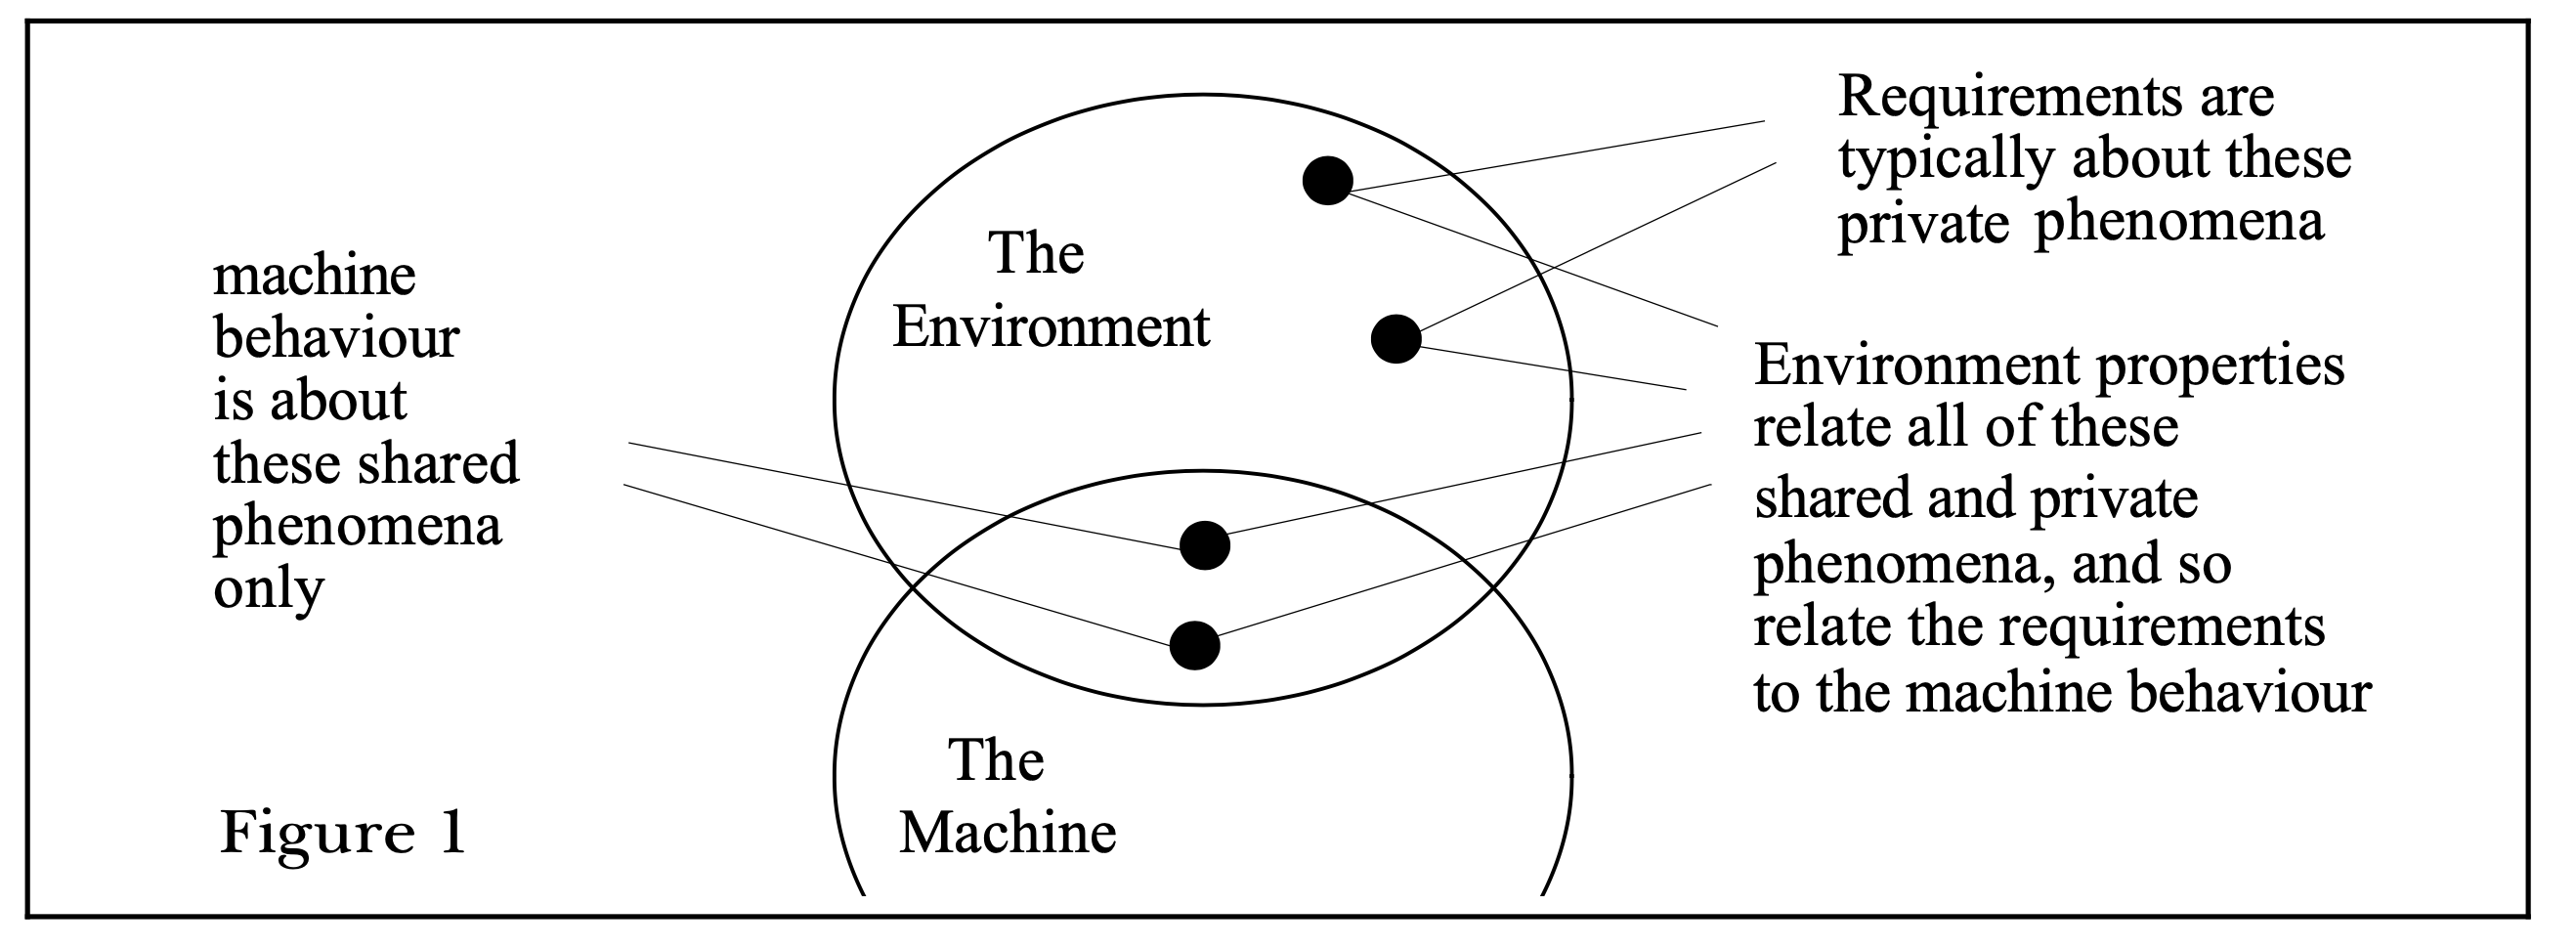 Requirements are
typically about these
private phenomena
The
Environment
machine
behaviour
is about
these shared
phenomena
only
Environment properties
relate all of these
shared and private
phenomena, and so
relate the requirements
to the machine behaviour
The
Machine
Figure 1